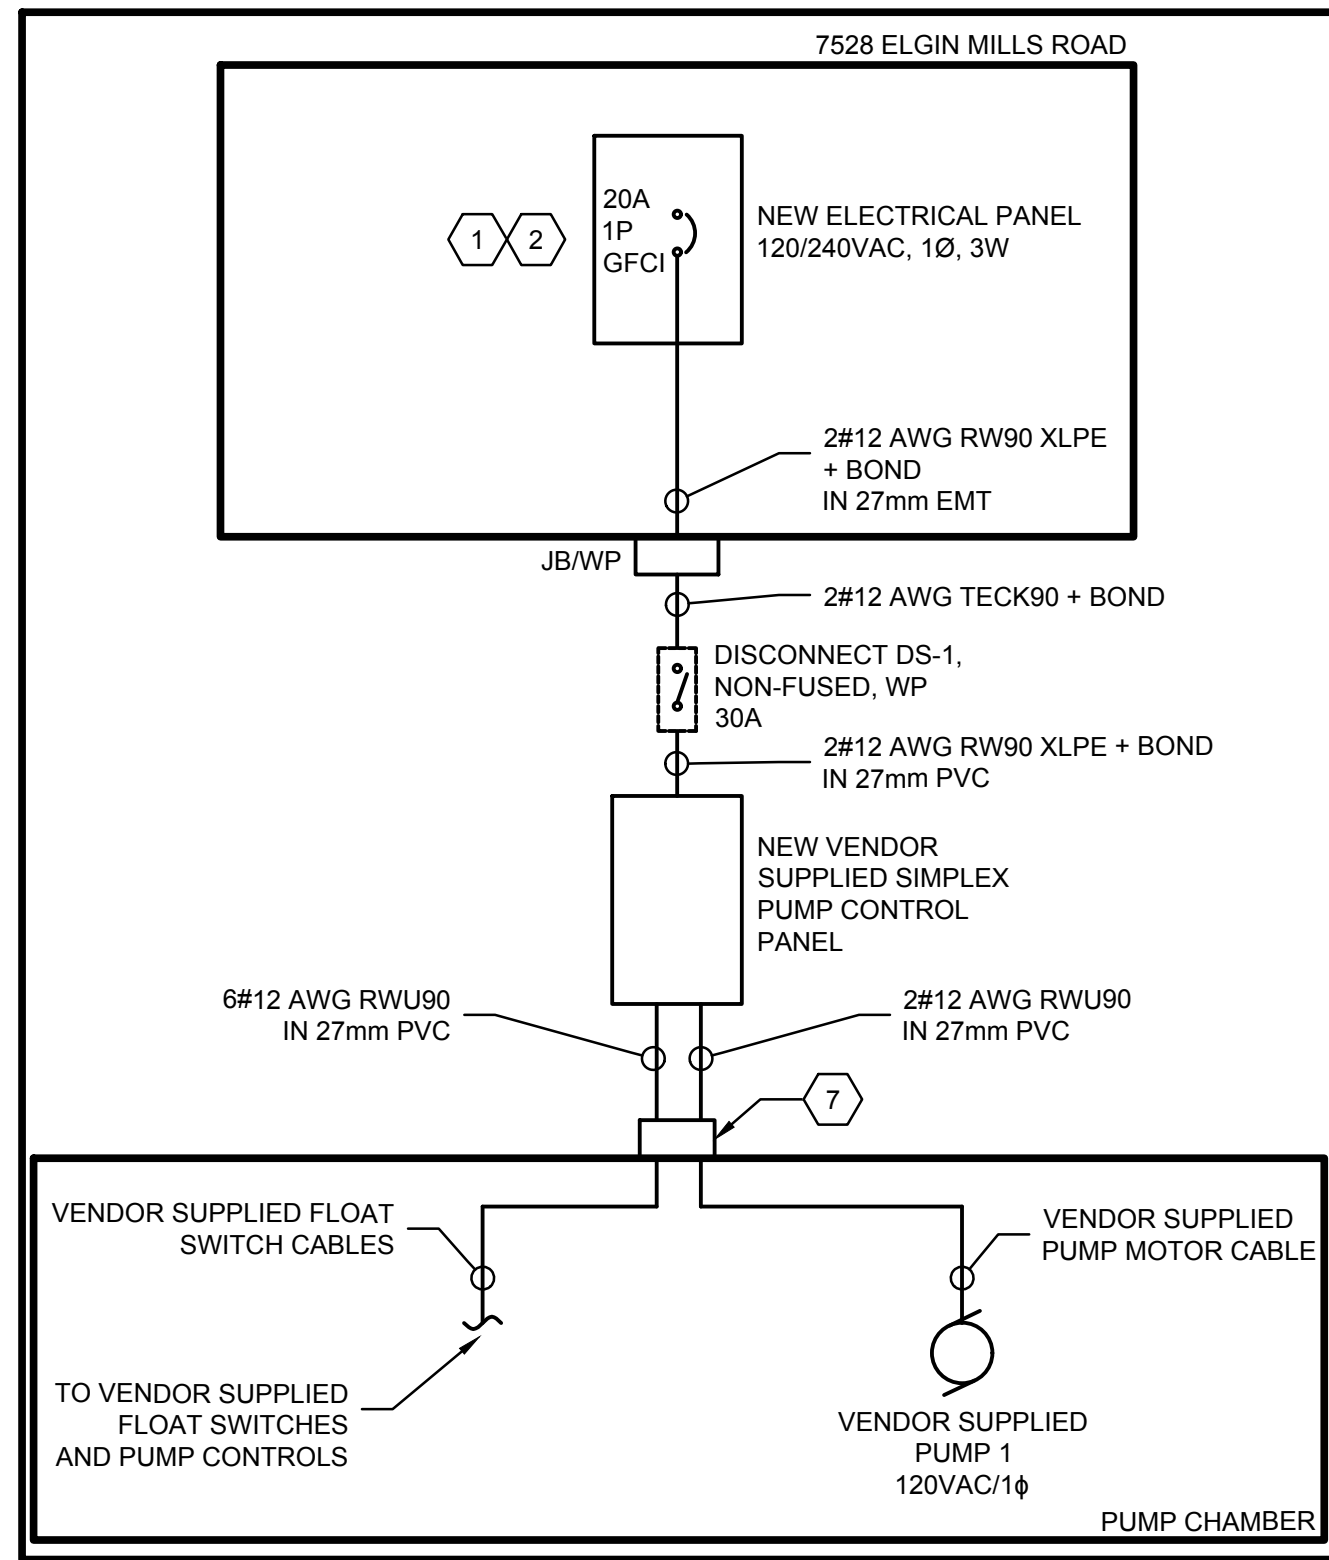 7528 ELGIN MILLS ROAD
20A
1P
GFCI
1
2
NEW ELECTRICAL PANEL
120/240VAC, 1Ø, 3W
2#12 AWG RW90 XLPE
+ BOND
IN 27mm EMT
JB/WP
2#12 AWG TECK90 + BOND
DISCONNECT DS-1,
NON-FUSED, WP
30A
2#12 AWG RW90 XLPE + BOND
IN 27mm PVC
NEW VENDOR
SUPPLIED SIMPLEX
PUMP CONTROL
PANEL
6#12 AWG RWU90
IN 27mm PVC
2#12 AWG RWU90
IN 27mm PVC
7
VENDOR SUPPLIED FLOAT
SWITCH CABLES
VENDOR SUPPLIED
PUMP MOTOR CABLE
TO VENDOR SUPPLIED
FLOAT SWITCHES
AND PUMP CONTROLS
VENDOR SUPPLIED
PUMP 1
120VAC/1ϕ
PUMP CHAMBER